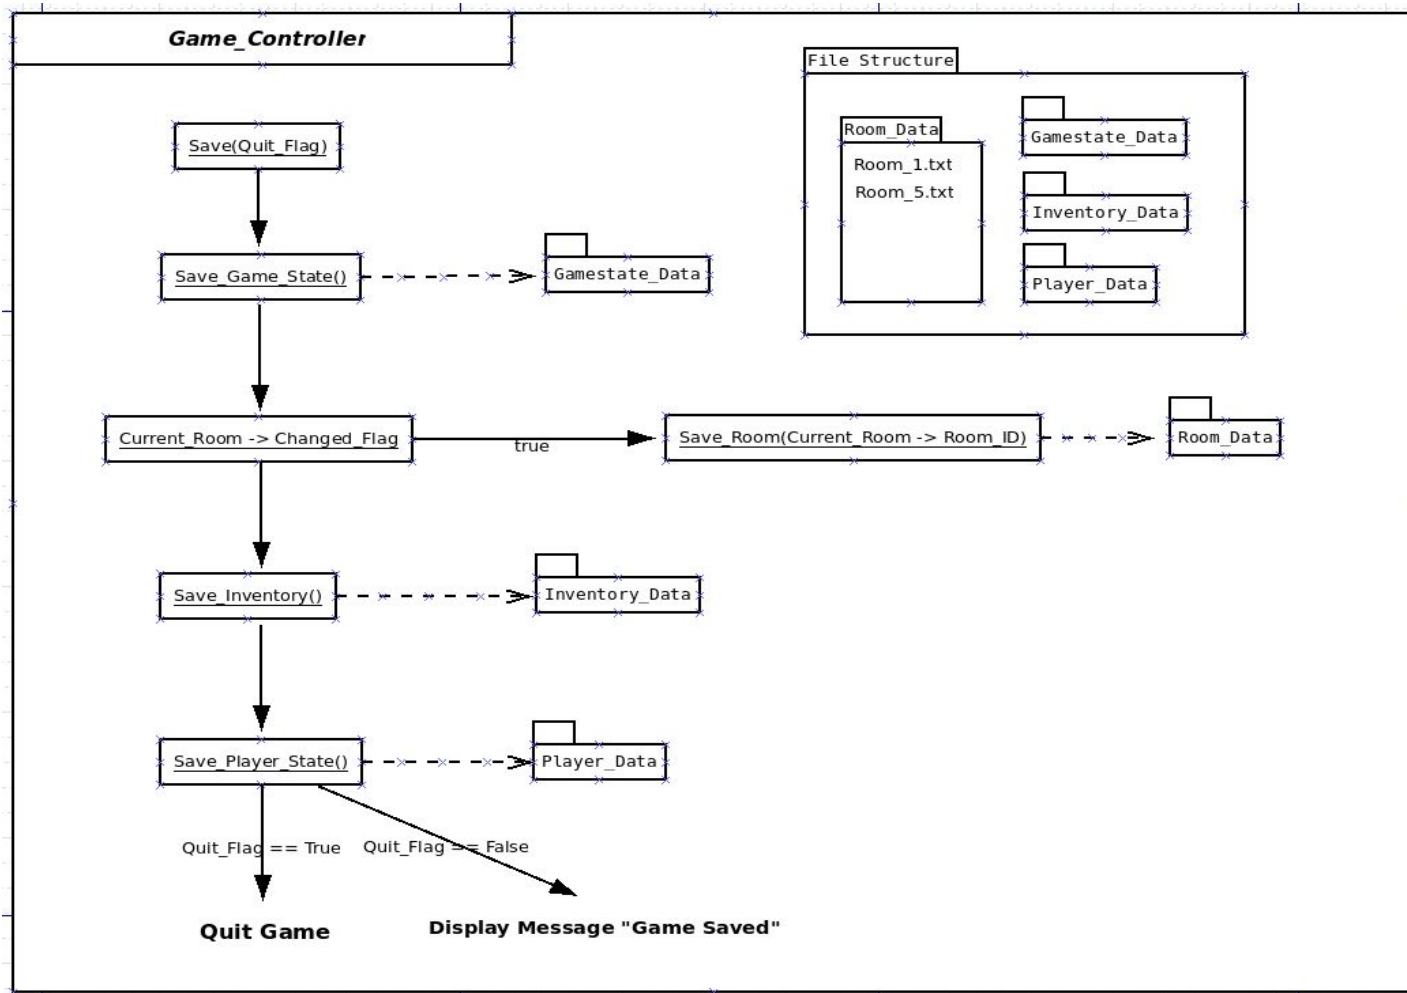 Game_Controller
File Structure
Room_Data
Room_1.txt
Room_5.txt
Gamestate_Data
Inventory_Data
Player_Data
Save(Quit_Flag)
Save_Game_State()
Gamestate_Data
Current_Room -> Changed_Flag
true
Save_Room(Current_Room -> Room_ID)
Room_Data
Save_Inventory()
Inventory_Data
Save_Player_State()
Player_Data
Quit_Flag == True
Quit_Flag == False
Quit Game
Display Message "Game Saved"